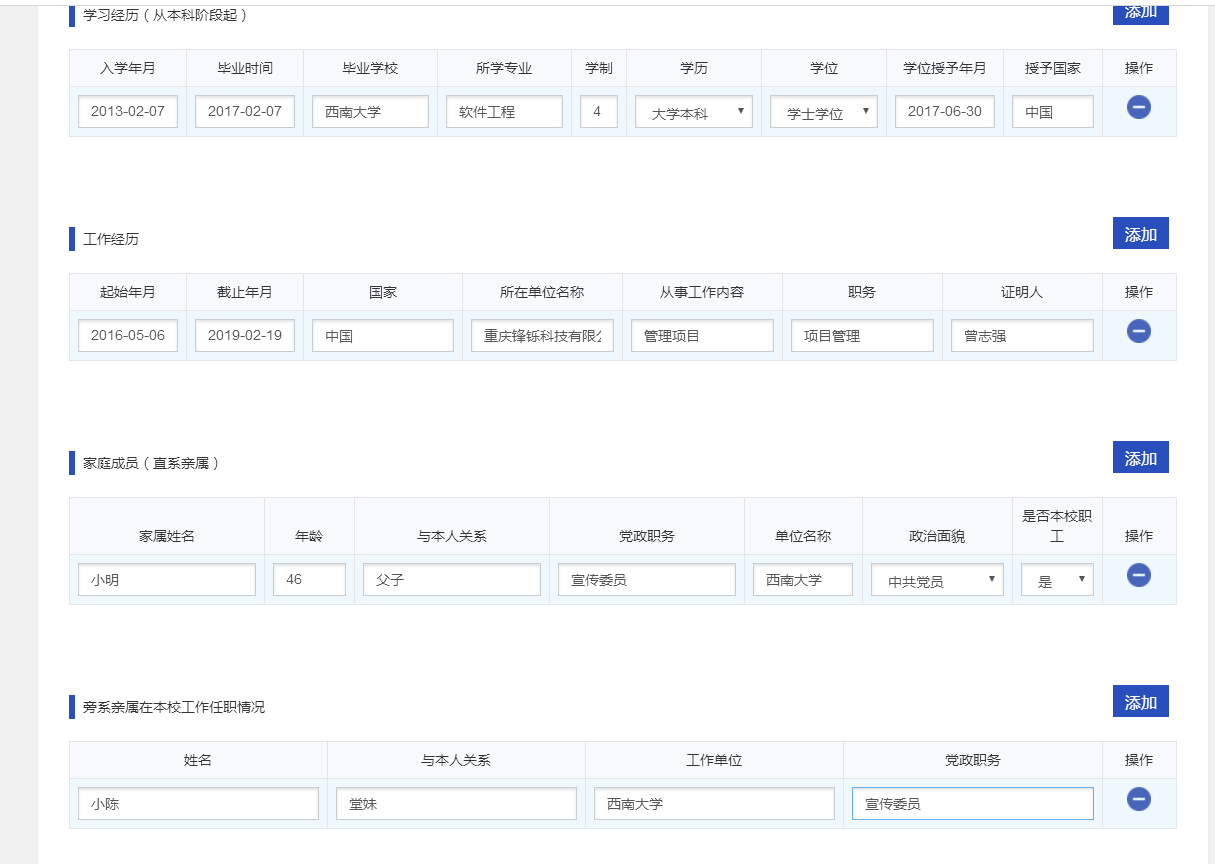 学习经历（从本科阶段起）
添加
入学年月 毕业时间 毕业学校 所学专业 学制 学历 学位 学位授予年月 授予国家 操作
2013-02-07 2017-02-07 西南大学 软件工程 4 大学本科 学士学位 2017-06-30 中国
工作经历
添加
起始年月 截止年月 国家 所在单位名称 从事工作内容 职务 证明人 操作
2016-05-06 2019-02-19 中国 重庆锋铄科技有限公 管理项目 项目管理 曾志强
家庭成员（直系亲属）
添加
家属姓名 年龄 与本人关系 党政职务 单位名称 政治面貌 是否本校职工 操作
小明 46 父子 宣传委员 西南大学 中共党员 是
旁系亲属在本校工作任职情况
添加
姓名 与本人关系 工作单位 党政职务 操作
小陈 堂妹 西南大学 宣传委员